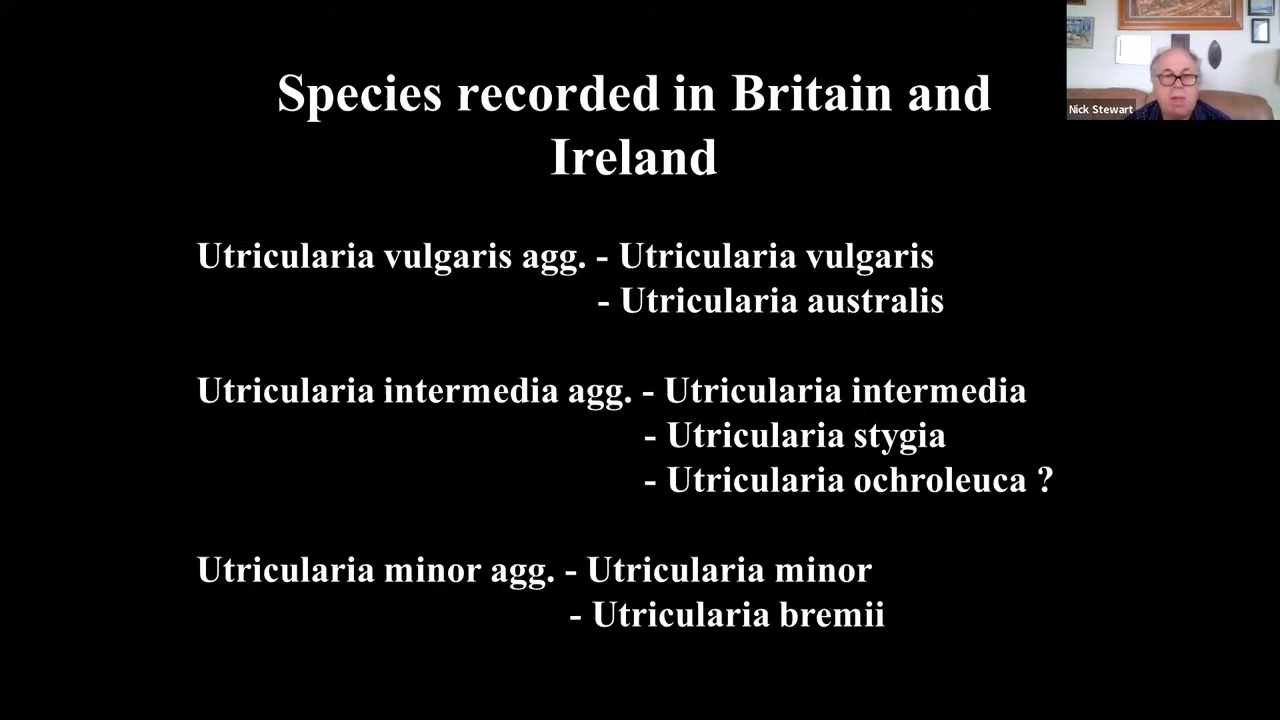 Species recorded in Britain and
Ireland
Nick Stewart
Utricularia vulgaris agg. - Utricularia vulgaris
- Utricularia australis
Utricularia intermedia agg. - Utricularia intermedia
- Utricularia stygia
- Utricularia ochroleuca ?
Utricularia minor agg. - Utricularia minor
- Utricularia bremii